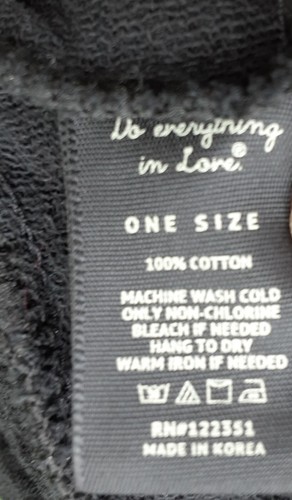 Do everything
in Love.®
ONE SIZE
100% COTTON
MACHINE WASH COLD
ONLY NON-CHLORINE
BLEACH IF NEEDED
HANG TO DRY
WARM IRON IF NEEDED
RN#122351
MADE IN KOREA